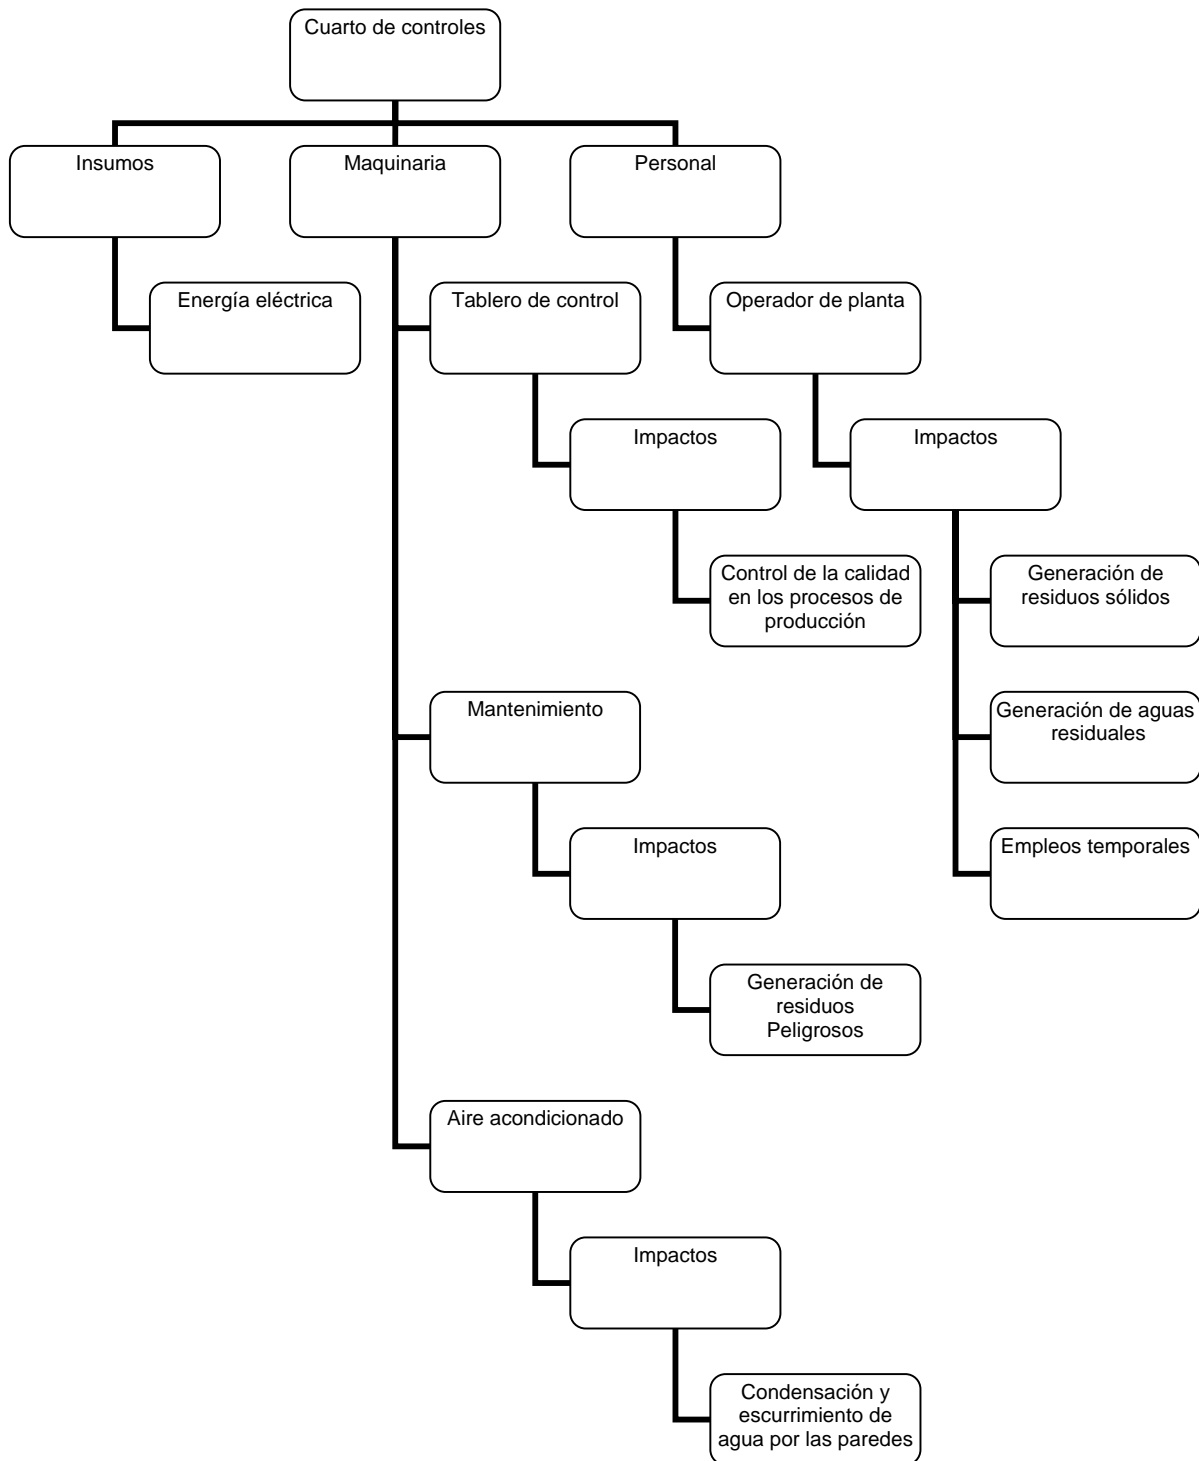 Cuarto de controles
Insumos
Maquinaria
Personal
Energía eléctrica
Tablero de control
Operador de planta
Impactos
Impactos
Control de la calidad
en los procesos de
producción
Generación de
residuos sólidos
Mantenimiento
Generación de aguas
residuales
Impactos
Empleos temporales
Generación de
residuos
Peligrosos
Aire acondicionado
Impactos
Condensación y
escurrimiento de
agua por las paredes